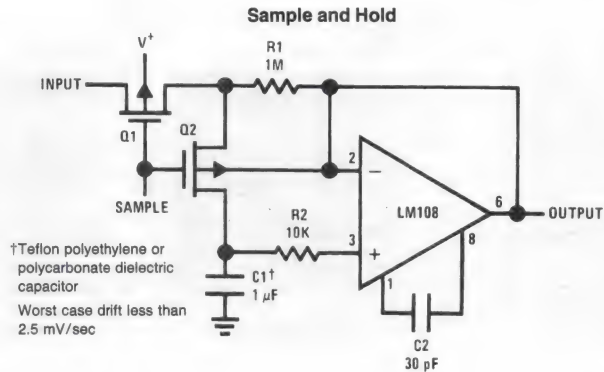 Sample and Hold
V+
R1
1M
INPUT
Q1
Q2
2
−
6
LM108
OUTPUT
SAMPLE
R2
10K
3
+
8
1
†Teflon polyethylene or
polycarbonate dielectric
capacitor
C1†
1 μF
Worst case drift less than
2.5 mV/sec
C2
30 pF